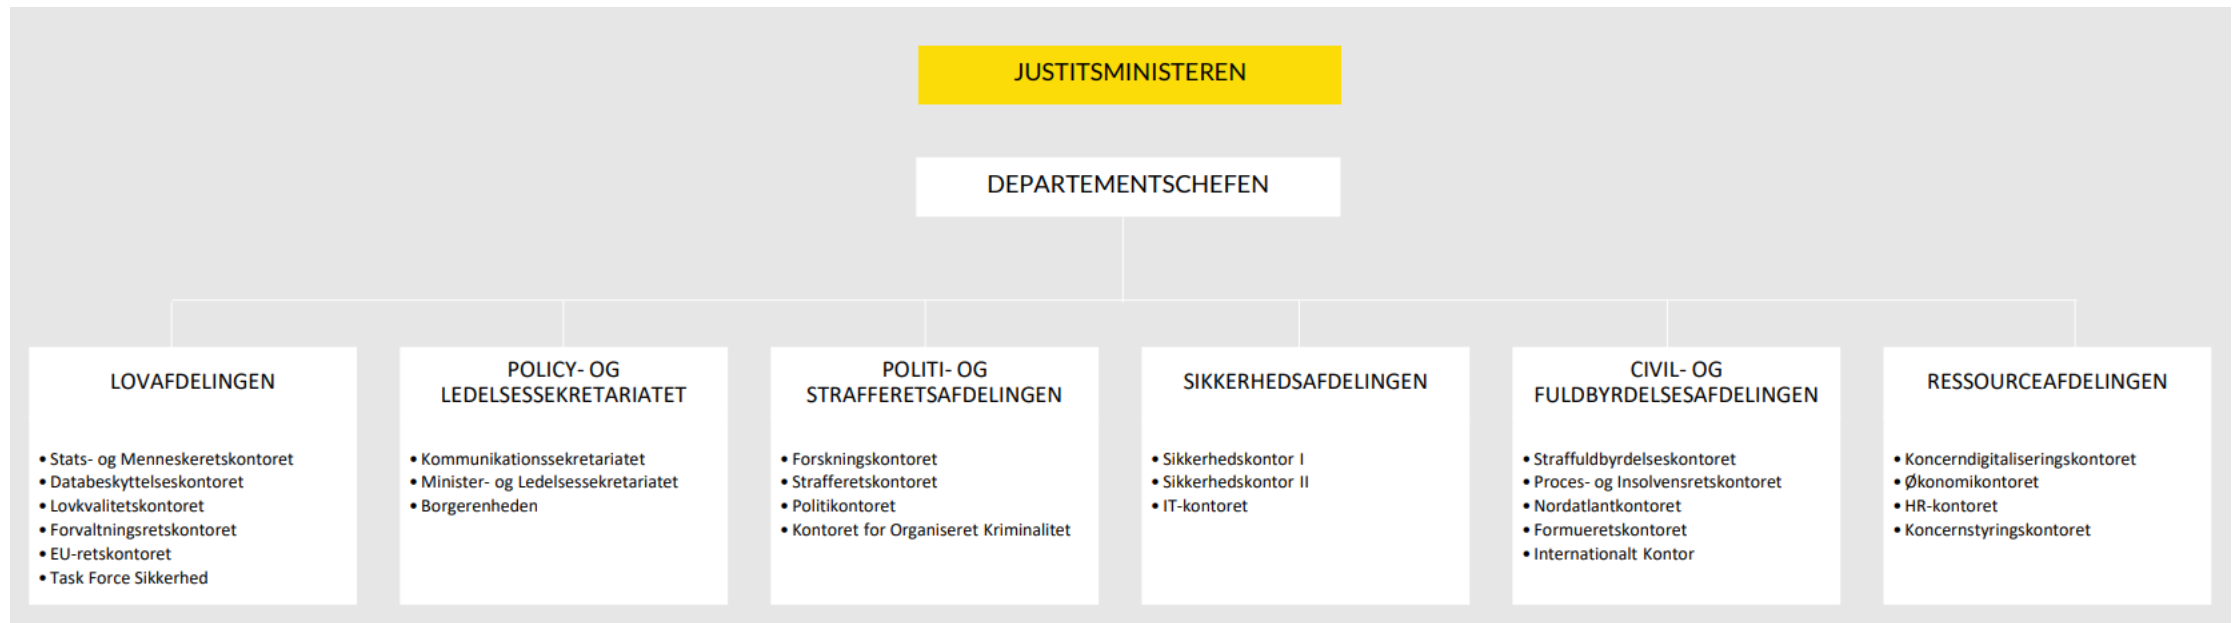 JUSTITSMINISTEREN
DEPARTEMENTSCHEFEN
LOVAFDELINGEN
• Stats- og Menneskeretskontoret
• Databeskyttelseskontoret
• Lovkvalitetskontoret
• Forvaltningsretskontoret
• EU-retskontoret
• Task Force Sikkerhed
POLICY- OG
LEDELSESSEKRETARIATET
• Kommunikationssekretariatet
• Minister- og Ledelsessekretariatet
• Borgerenheden
POLITI- OG
STRAFFERETSAFDELINGEN
• Forskningskontoret
• Strafferetskontoret
• Politikontoret
• Kontoret for Organiseret Kriminalitet
SIKKERHEDSAFDELINGEN
• Sikkerhedskontor I
• Sikkerhedskontor II
• IT-kontoret
CIVIL- OG
FULDBYRDELSESAFDELINGEN
• Straffuldbyrdelseskontoret
• Proces- og Insolvensretskontoret
• Nordatlantkontoret
• Formueretskontoret
• Internationalt Kontor
RESSOURCEAFDELINGEN
• Koncerndigitaliseringskontoret
• Økonomikontoret
• HR-kontoret
• Koncernstyringskontoret